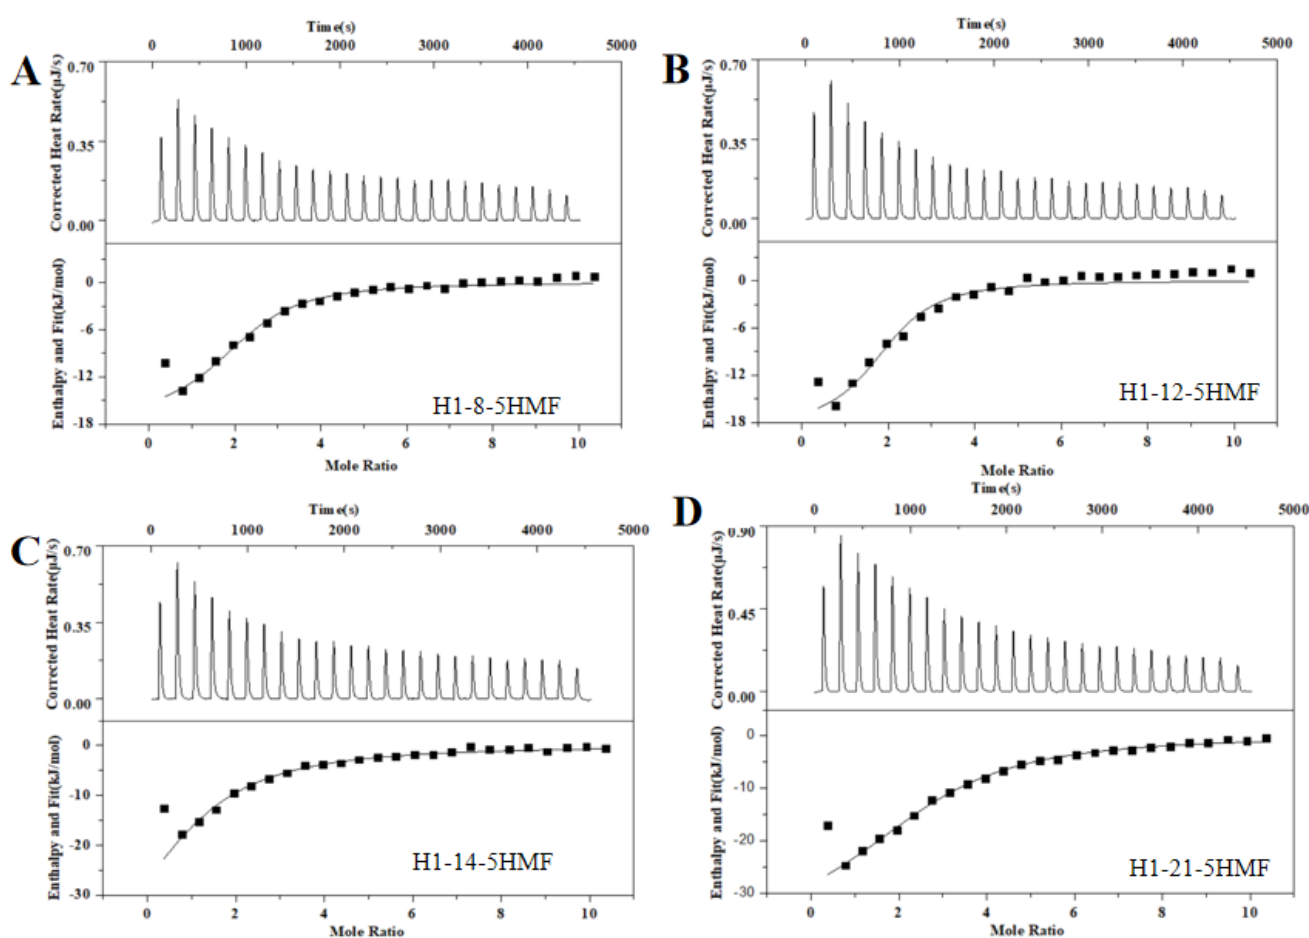 A
Time(s)
0 1000 2000 3000 4000 5000
Corrected Heat Rate(µJ/s)
0.70
0.35
0.00
Enthalpy and Fit(kJ/mol)
0
-6
-12
-18
H1-8-5HMF
0 2 4 6 8 10
Mole Ratio
B
Time(s)
0 1000 2000 3000 4000 5000
Corrected Heat Rate(µJ/s)
0.70
0.35
0.00
Enthalpy and Fit(kJ/mol)
0
-6
-12
-18
H1-12-5HMF
0 2 4 6 8 10
Mole Ratio
C
Time(s)
0 1000 2000 3000 4000 5000
Corrected Heat Rate(µJ/s)
0.70
0.35
0.00
Enthalpy and Fit(kJ/mol)
0
-10
-20
-30
H1-14-5HMF
0 2 4 6 8 10
Mole Ratio
D
Time(s)
0 1000 2000 3000 4000 5000
Corrected Heat Rate(µJ/s)
0.90
0.45
0.00
Enthalpy and Fit(kJ/mol)
0
-10
-20
-30
H1-21-5HMF
0 2 4 6 8 10
Mole Ratio